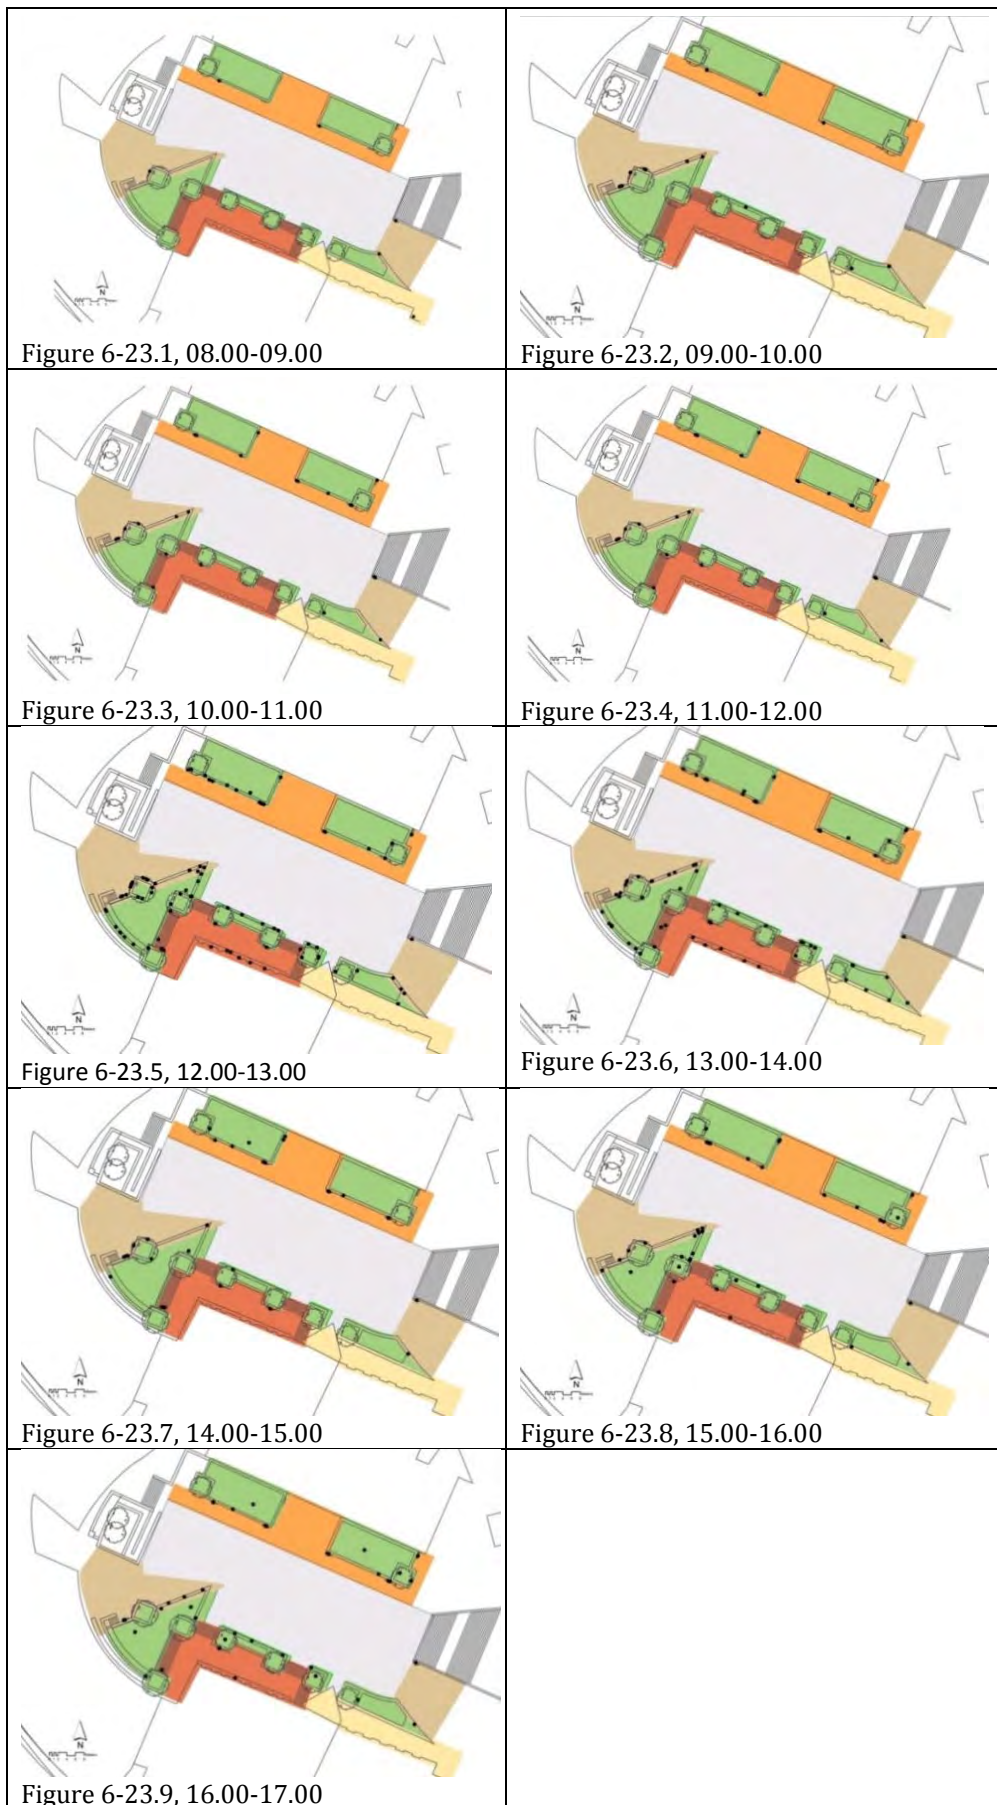 N
N
Figure 6-23.1, 08.00-09.00
Figure 6-23.2, 09.00-10.00
N
N
Figure 6-23.3, 10.00-11.00
Figure 6-23.4, 11.00-12.00
N
N
Figure 6-23.5, 12.00-13.00
Figure 6-23.6, 13.00-14.00
N
N
Figure 6-23.7, 14.00-15.00
Figure 6-23.8, 15.00-16.00
N
Figure 6-23.9, 16.00-17.00